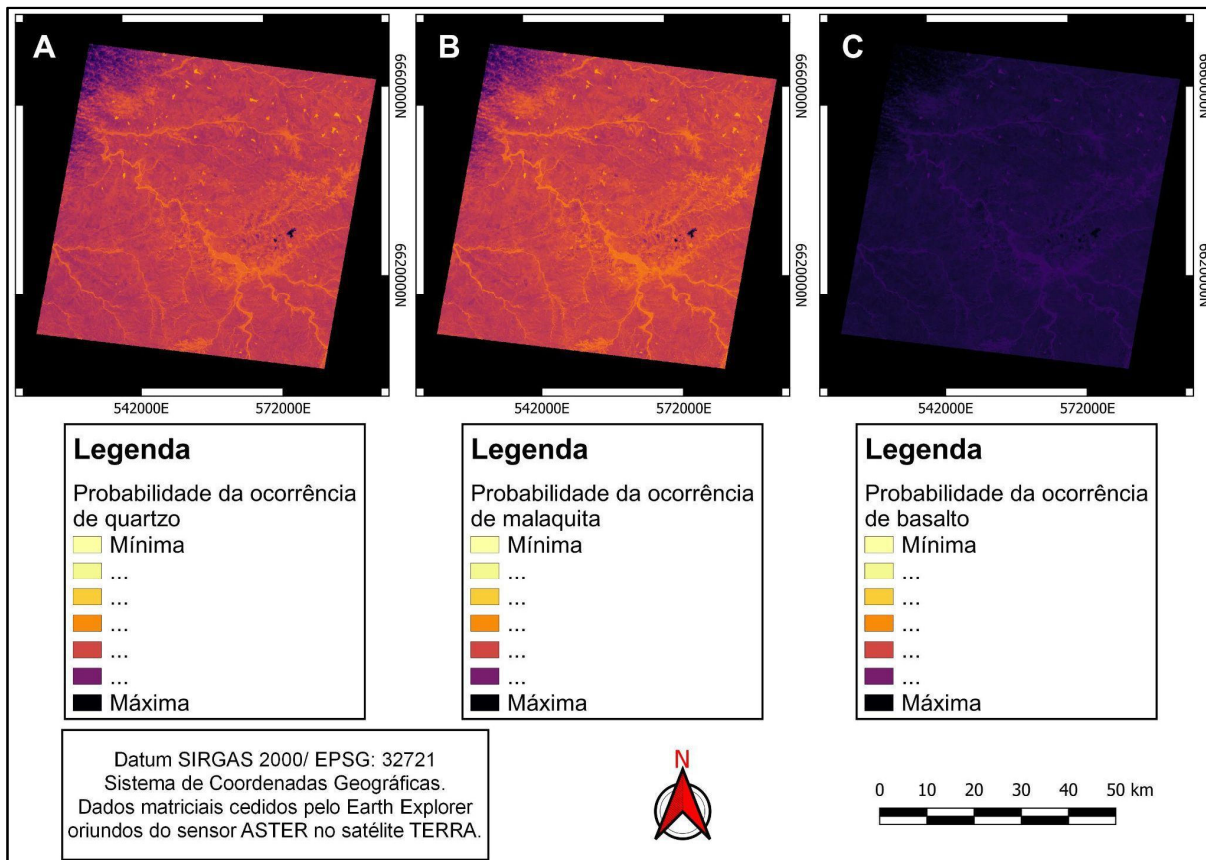 A
B
C
6660000N
6620000N
542000E
572000E
6660000N
6620000N
542000E
572000E
6660000N
6620000N
542000E
572000E
Legenda
Probabilidade da ocorrência
de quartzo
Mínima
...
...
...
...
...
Máxima
Legenda
Probabilidade da ocorrência
de malaquita
Mínima
...
...
...
...
...
Máxima
Legenda
Probabilidade da ocorrência
de basalto
Mínima
...
...
...
...
...
Máxima
Datum SIRGAS 2000/ EPSG: 32721
Sistema de Coordenadas Geográficas.
Dados matriciais cedidos pelo Earth Explorer
oriundos do sensor ASTER no satélite TERRA.
N
0 10 20 30 40 50 km